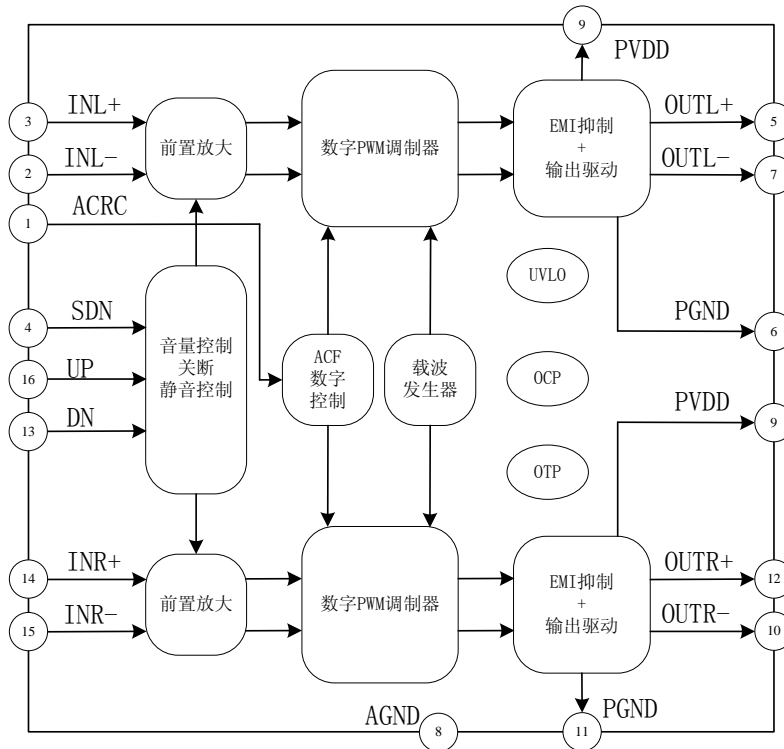 9
PVDD
3
INL+
前置放大
数字PWM调制器
EMI抑制
+
输出驱动
OUTL+
5
2
INL-
OUTL-
7
1
ACRC
UVLO
4
SDN
音量控制
关断
静音控制
PGND
6
16
UP
ACF
数字
控制
载波
发生器
OCP
PVDD
9
13
DN
OTP
14
INR+
前置放大
数字PWM调制器
EMI抑制
+
输出驱动
OUTR+
12
15
INR-
OUTR-
10
AGND
8
11
PGND